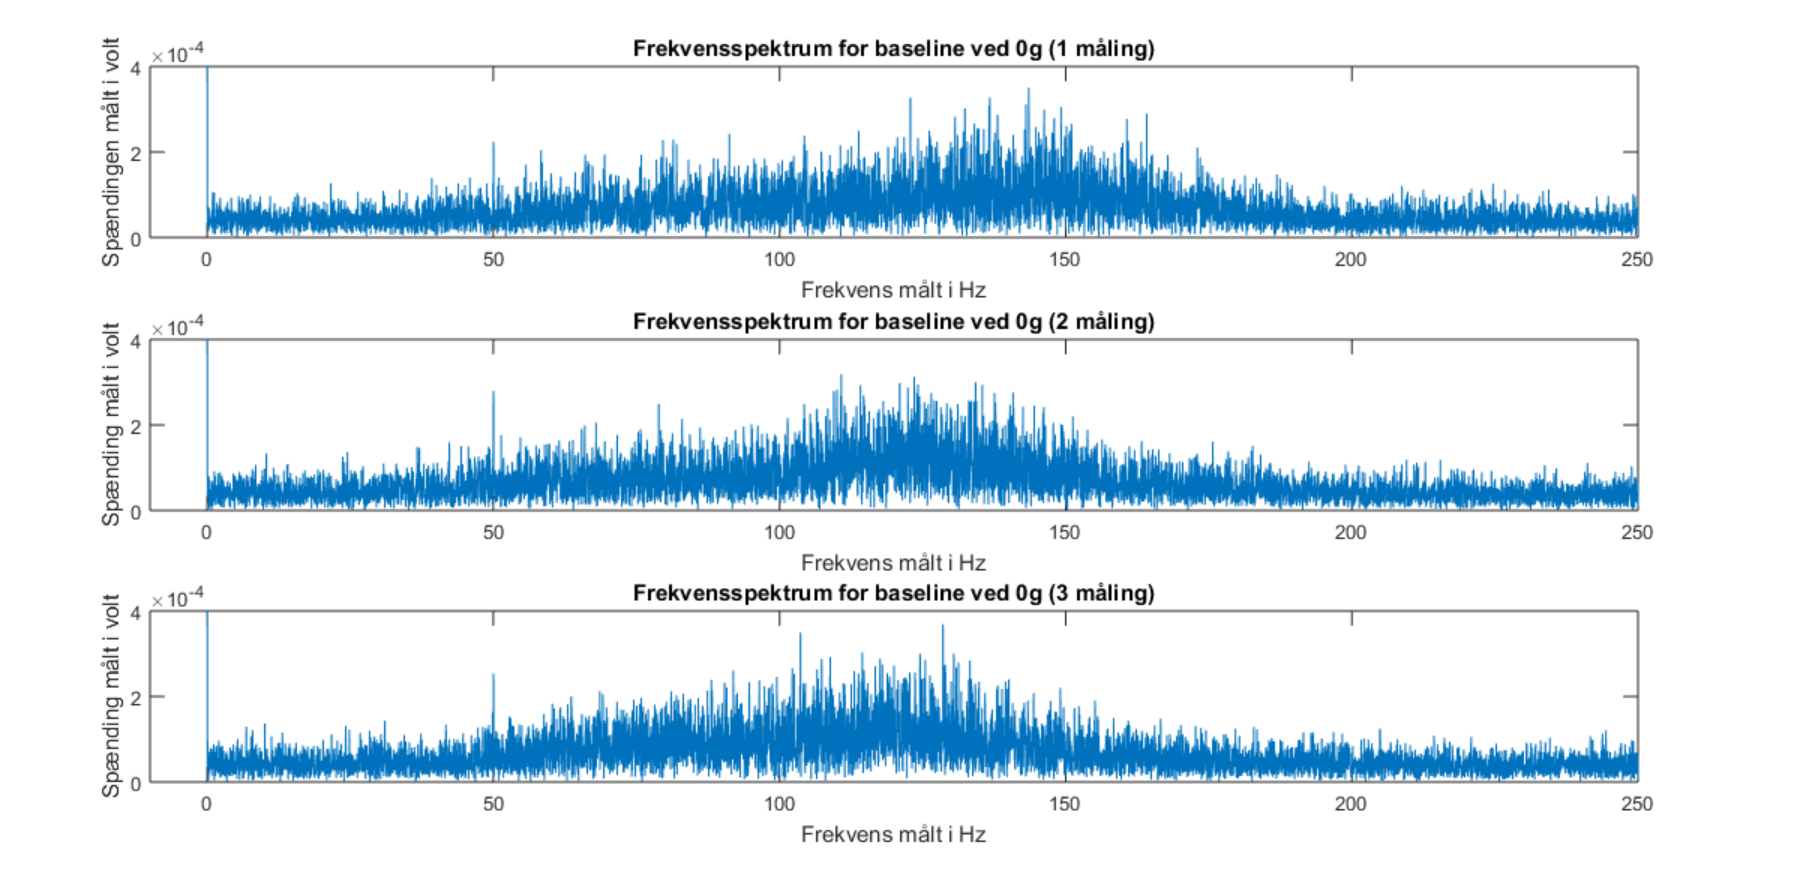 Frekvensspektrum for baseline ved 0g (1 måling)
×10-4
Spændingen målt i volt
4
2
0
0 50 100 150 200 250
Frekvens målt i Hz
Frekvensspektrum for baseline ved 0g (2 måling)
×10-4
Spænding målt i volt
4
2
0
0 50 100 150 200 250
Frekvens målt i Hz
Frekvensspektrum for baseline ved 0g (3 måling)
×10-4
Spænding målt i volt
4
2
0
0 50 100 150 200 250
Frekvens målt i Hz